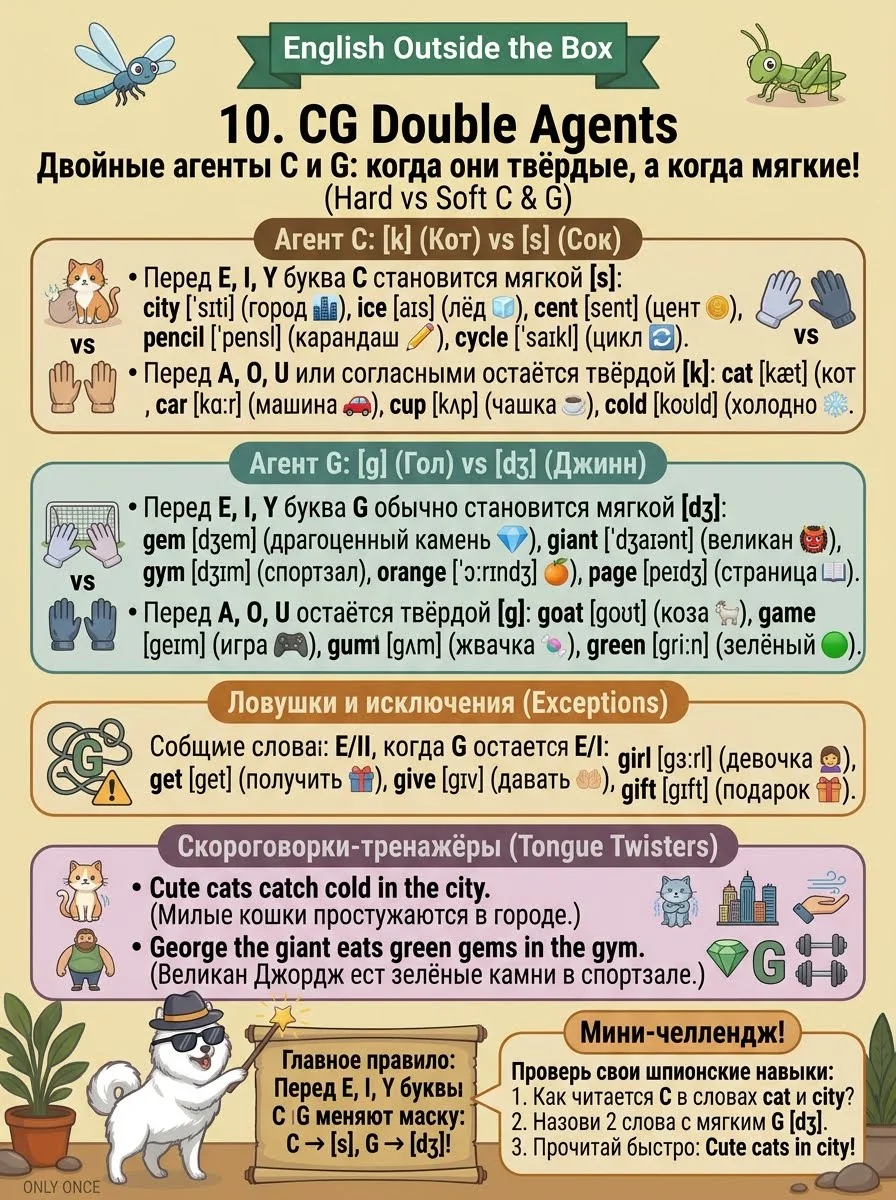 English Outside the Box
10. CG Double Agents
Двойные агенты C и G: когда они твёрдые, а когда мягкие!
(Hard vs Soft C & G)
Агент C: [k] (Кот) vs [s] (Сок)
vs
• Перед E, I, Y буква C становится мягкой [s]:
city ['sɪti] (город), ice [aɪs] (лёд), cent [sent] (цент),
pencil ['pensl] (карандаш), cycle ['saɪkl] (цикл).
• Перед A, O, U или согласными остаётся твёрдой [k]: cat [kæt] (кот
, car [kɑ:r] (машина), cup [kʌp] (чашка), cold [koʊld] (холодно.
vs
Агент G: [g] (Гол) vs [dʒ] (Джинн)
vs
• Перед E, I, Y буква G обычно становится мягкой [dʒ]:
gem [dʒem] (драгоценный камень), giant ['dʒaɪənt] (великан),
gym [dʒɪm] (спортзал), orange ['ɔ:rɪndʒ], page [peɪdʒ] (страница).
• Перед A, O, U остаётся твёрдой [g]: goat [goʊt] (коза), game
[geɪm] (игра), gum [gʌm] (жвачка), green [gri:n] (зелёный).
Ловушки и исключения (Exceptions)
G
слова: E/II, когда G остается E/I:
get [get] (получить), give [gɪv] (давать),
girl [gɜ:rl] (девочка),
gift [gɪft] (подарок).
Скороговорки-тренажёры (Tongue Twisters)
• Cute cats catch cold in the city.
(Милые кошки простужаются в городе.)
• George the giant eats green gems in the gym.
(Великан Джордж ест зелёные камни в спортзале.)
G
Главное правило:
Перед E, I, Y буквы
C G меняют маску:
C → [s], G → [dʒ]!
Мини-челлендж!
Проверь свои шпионские навыки:
1. Как читается C в словах cat и city?
2. Назови 2 слова с мягким G [dʒ].
3. Прочитай быстро: Cute cats in city!
ONLY ONCE